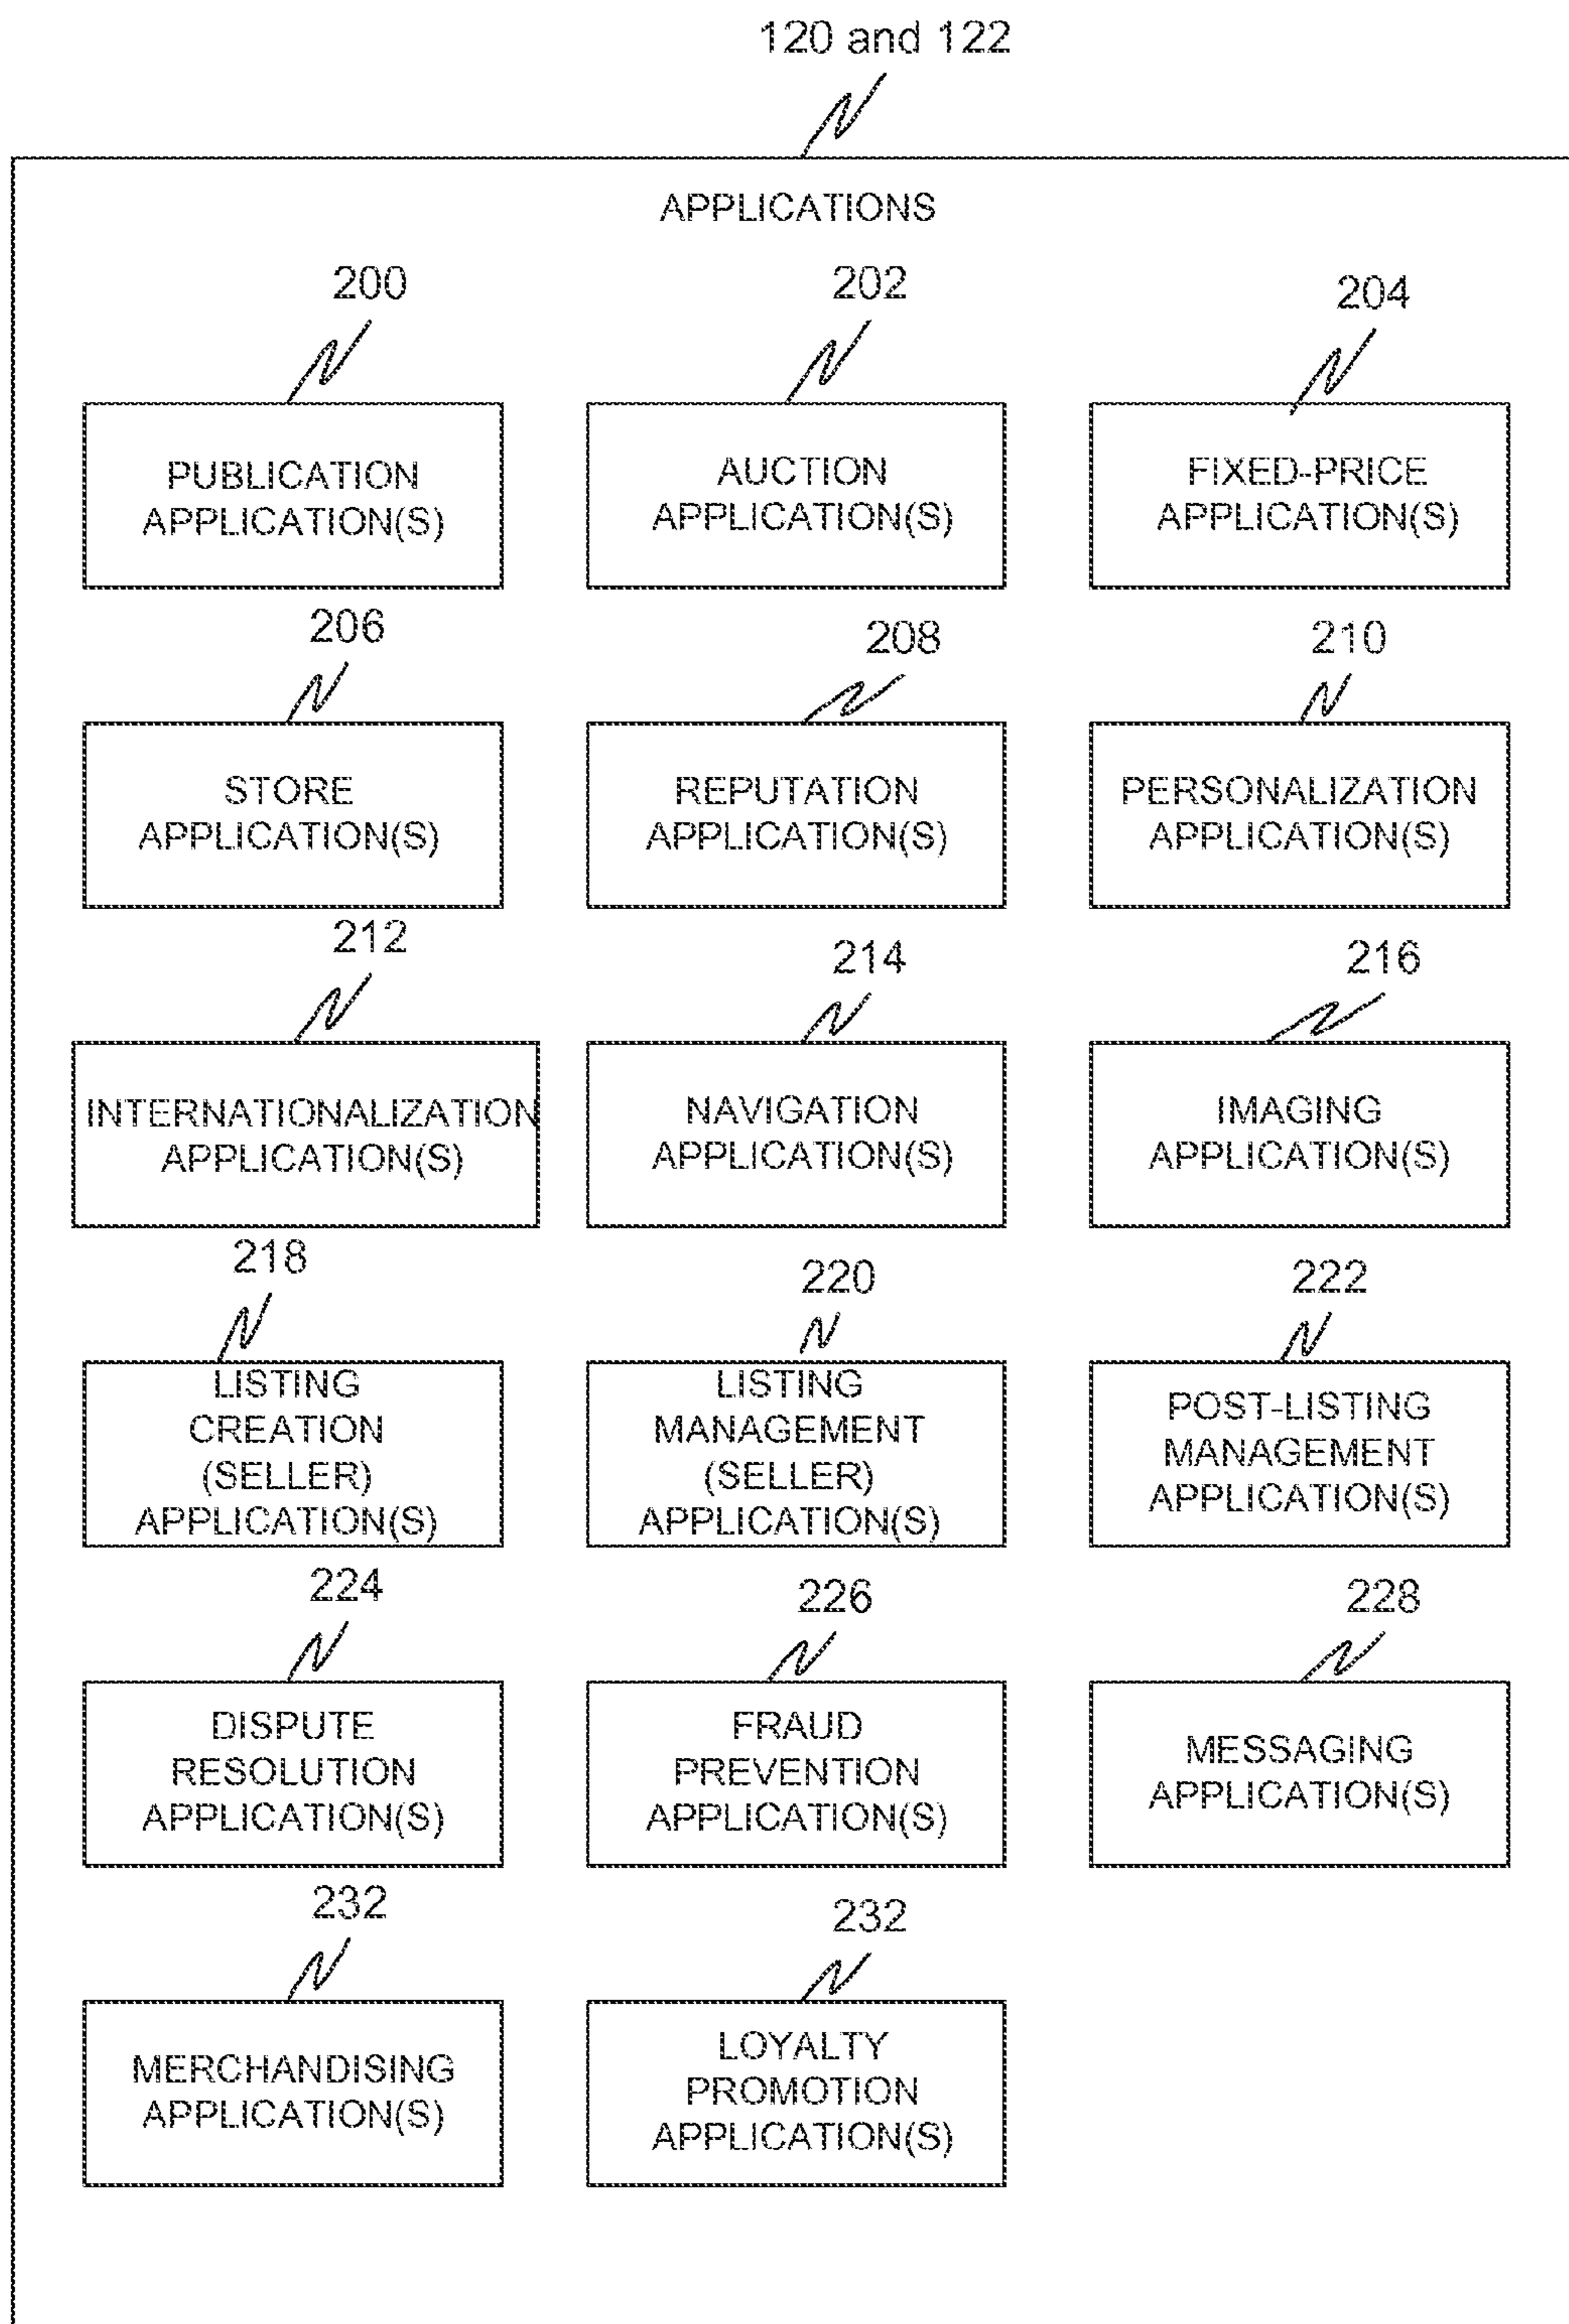 120 and 122
APPLICATIONS
200
202
204
PUBLICATION
APPLICATION(S)
AUCTION
APPLICATION(S)
FIXED-PRICE
APPLICATION(S)
206
208
210
STORE
APPLICATION(S)
REPUTATION
APPLICATION(S)
PERSONALIZATION
APPLICATION(S)
212
214
216
INTERNATIONALIZATION
APPLICATION(S)
NAVIGATION
APPLICATION(S)
IMAGING
APPLICATION(S)
218
220
222
LISTING
CREATION
(SELLER)
APPLICATION(S)
LISTING
MANAGEMENT
(SELLER)
APPLICATION(S)
POST-LISTING
MANAGEMENT
APPLICATION(S)
224
226
228
DISPUTE
RESOLUTION
APPLICATION(S)
FRAUD
PREVENTION
APPLICATION(S)
MESSAGING
APPLICATION(S)
232
232
MERCHANDISING
APPLICATION(S)
LOYALTY
PROMOTION
APPLICATION(S)